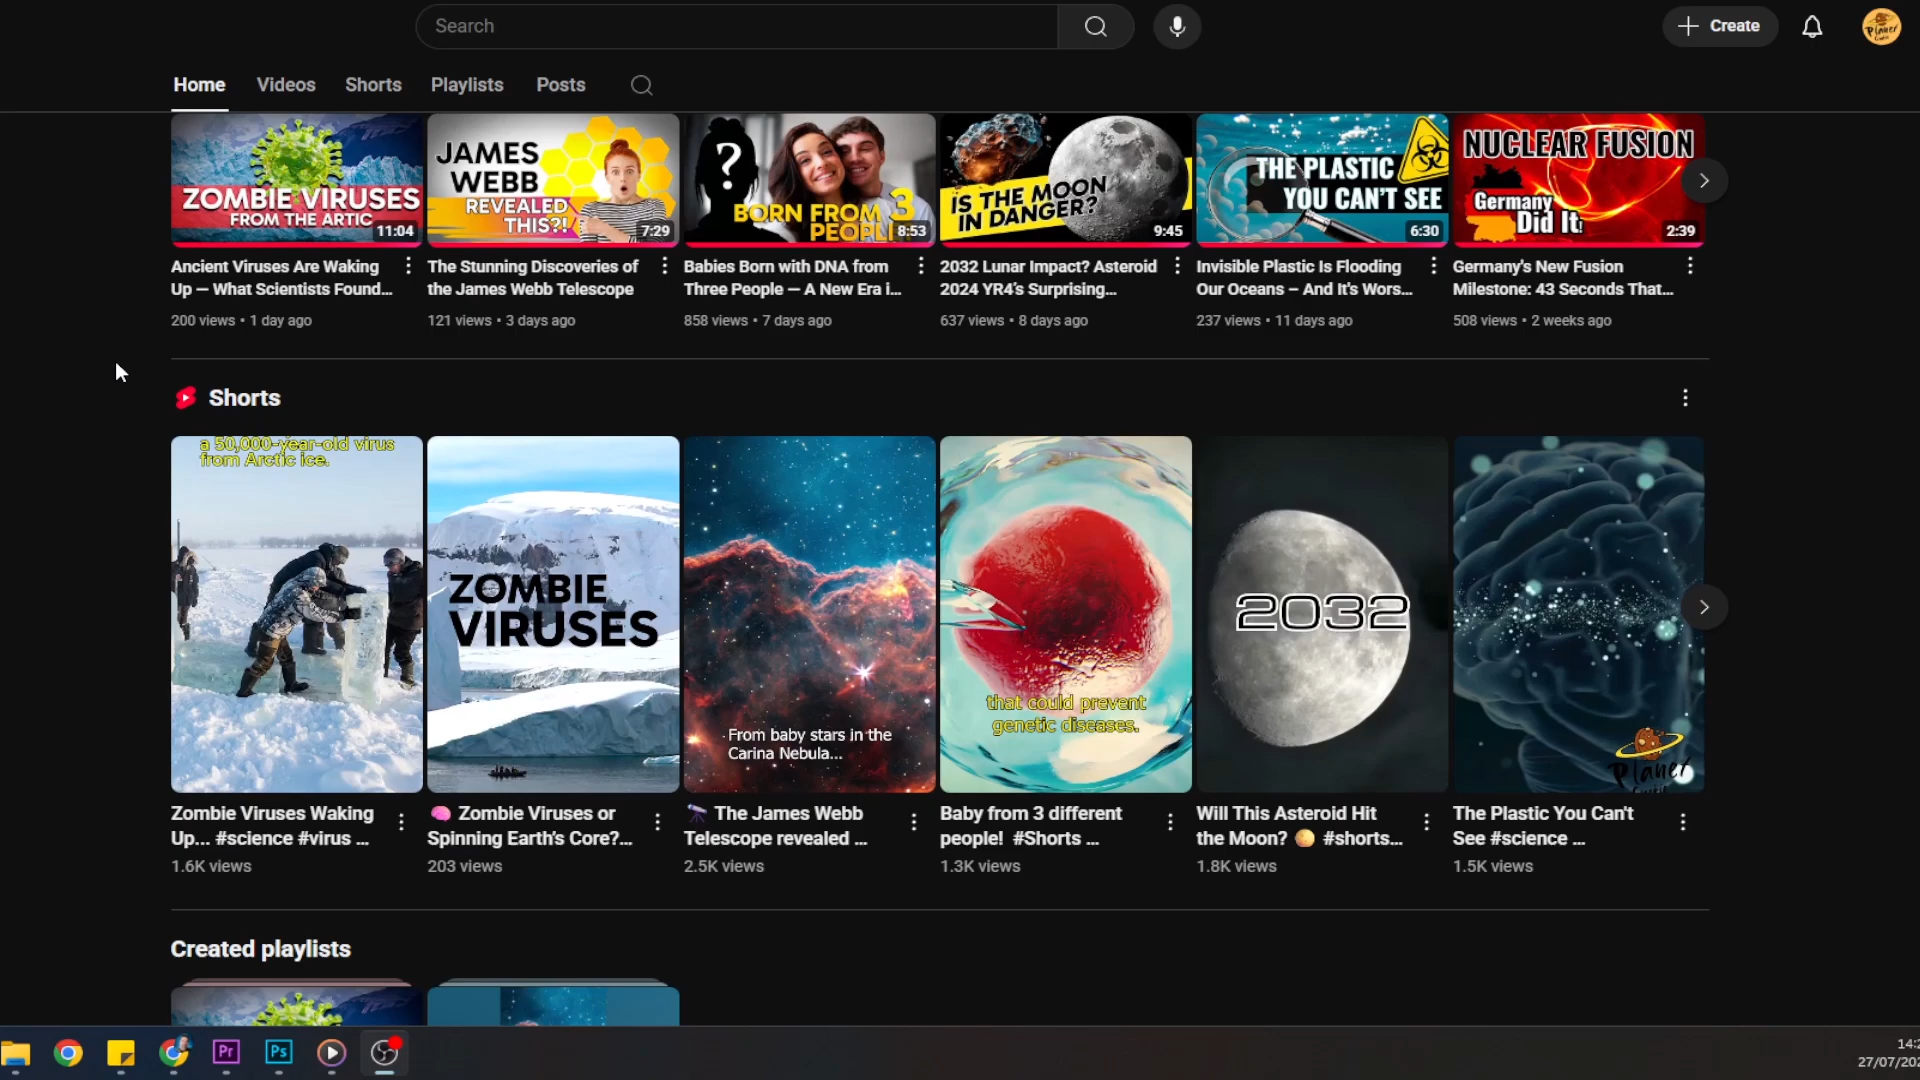 Search
Create
Home
Videos
Shorts
Playlists
Posts
ZOMBIE VIRUSES
FROM THE ARTIC
11:04
JAMES
WEBB
REVEALED
THIS?!
7:29
?
BORN FROM 3
PEOPL
8:53
IS THE MOON
IN DANGER?
9:45
THE PLASTIC
YOU CAN'T SEE
6:30
NUCLEAR FUSION
Germany
Did It!
2:39
Ancient Viruses Are Waking
Up — What Scientists Found...
200 views • 1 day ago
The Stunning Discoveries of
the James Webb Telescope
121 views • 3 days ago
Babies Born with DNA from
Three People — A New Era i...
858 views • 7 days ago
2032 Lunar Impact? Asteroid
2024 YR4's Surprising...
637 views • 8 days ago
Invisible Plastic Is Flooding
Our Oceans – And It's Wors...
237 views • 11 days ago
Germany's New Fusion
Milestone: 43 Seconds That...
508 views • 2 weeks ago
Shorts
a 50,000-year-old virus
from Arctic ice.
ZOMBIE
VIRUSES
From baby stars in the
Carina Nebula...
that could prevent
genetic diseases.
2032
Planer
Zombie Viruses Waking
Up... #science #virus ...
1.6K views
🧠 Zombie Viruses or
Spinning Earth's Core?...
203 views
🔭 The James Webb
Telescope revealed ...
2.5K views
Baby from 3 different
people! #Shorts ...
1.3K views
Will This Asteroid Hit
the Moon? 🌕 #shorts...
1.8K views
The Plastic You Can't
See #science ...
1.5K views
Created playlists
Pr
Ps
14:2
27/07/202